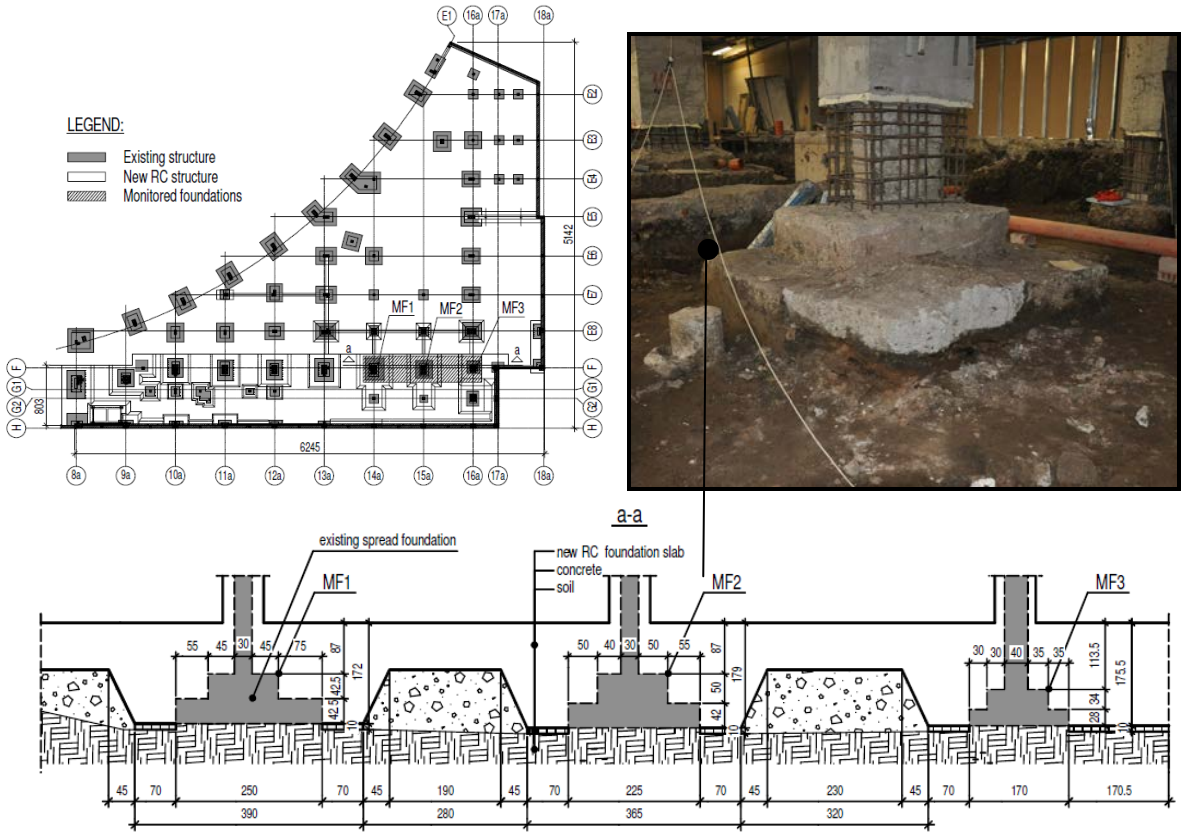 E1 16a 17a 18a
LEGEND:
Existing structure
New RC structure
Monitored foundations
E2
E3
E4
E5
E6
E7
E8
5142
MF1 MF2 MF3
a a
F F
G1 G1
G2 G2
H H
803
6245
8a 9a 10a 11a 12a 13a 14a 15a 16a 17a 18a
a-a
existing spread foundation
new RC foundation slab
concrete
soil
MF1 MF2 MF3
55 45 30 45 75 87 172 50 40 30 50 55 87 179 30 30 40 35 35 113.5 175.5
42.5 50 34
42.5 10 42 10 28 10
45 70 250 70 45 190 45 70 225 70 45 230 45 70 170 170.5
390 280 365 320